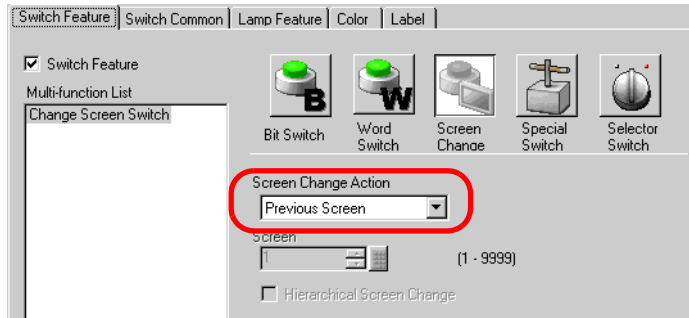 Switch Feature Switch Common Lamp Feature Color Label
Switch Feature
Multi-function List
Change Screen Switch
B W
Bit Switch Word Switch Screen Change Special Switch Selector Switch
Screen Change Action
Previous Screen
Screen
1 (1 - 9999)
Hierarchical Screen Change